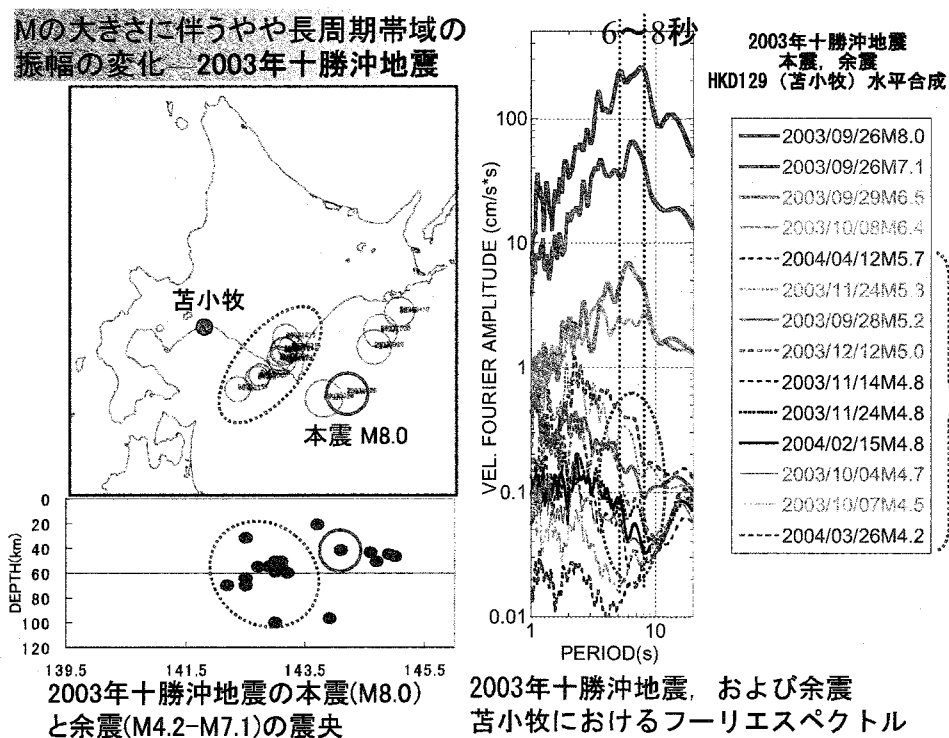 Mの大きさに伴うやや長周期帯域の
振幅の変化―2003年十勝沖地震
苫小牧
本震 M8.0
0
20
40
60
80
100
120
DEPTH(km)
139.5
141.5
143.5
145.5
2003年十勝沖地震の本震(M8.0)
と余震(M4.2-M7.1)の震央
6~8秒
100
10
1
0.1
0.01
VEL. FOURIER AMPLITUDE (cm/s*s)
1
10
PERIOD(s)
2003年十勝沖地震, および余震
苫小牧におけるフーリエスペクトル
2003年十勝沖地震
本震, 余震
HKD129 (苫小牧) 水平合成
2003/09/26M8.0
2003/09/26M7.1
2003/09/29M6.5
2003/10/08M6.4
2004/04/12M5.7
2003/11/24M5.3
2003/09/28M5.2
2003/12/12M5.0
2003/11/14M4.8
2003/11/24M4.8
2004/02/15M4.8
2003/10/04M4.7
2003/10/07M4.5
2004/03/26M4.2